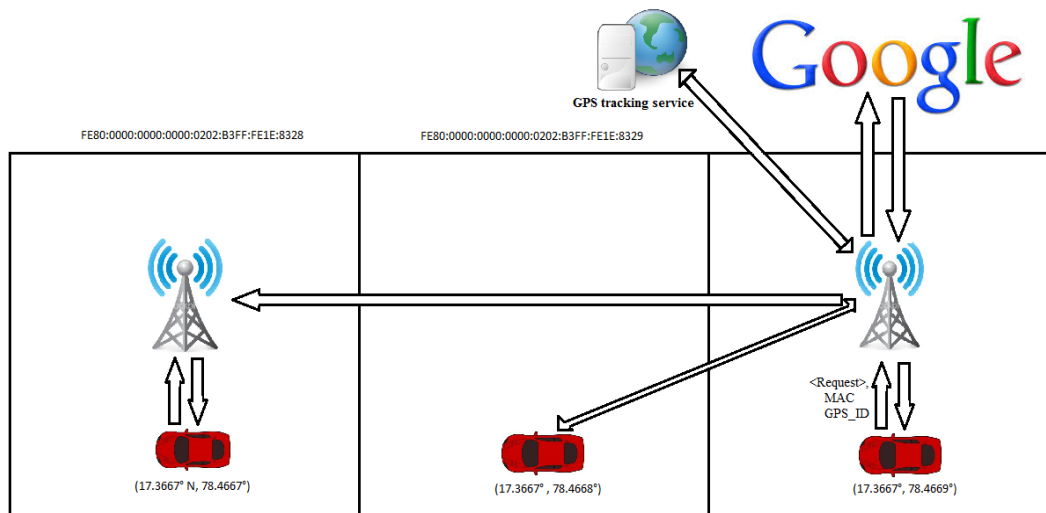 Google
GPS tracking service
FE80:0000:0000:0000:0202:B3FF:FE1E:8328
FE80:0000:0000:0000:0202:B3FF:FE1E:8329
<Request>,
MAC
GPS_ID
(17.3667° N, 78.4667°)
(17.3667° , 78.4668°)
(17.3667°, 78.4669°)